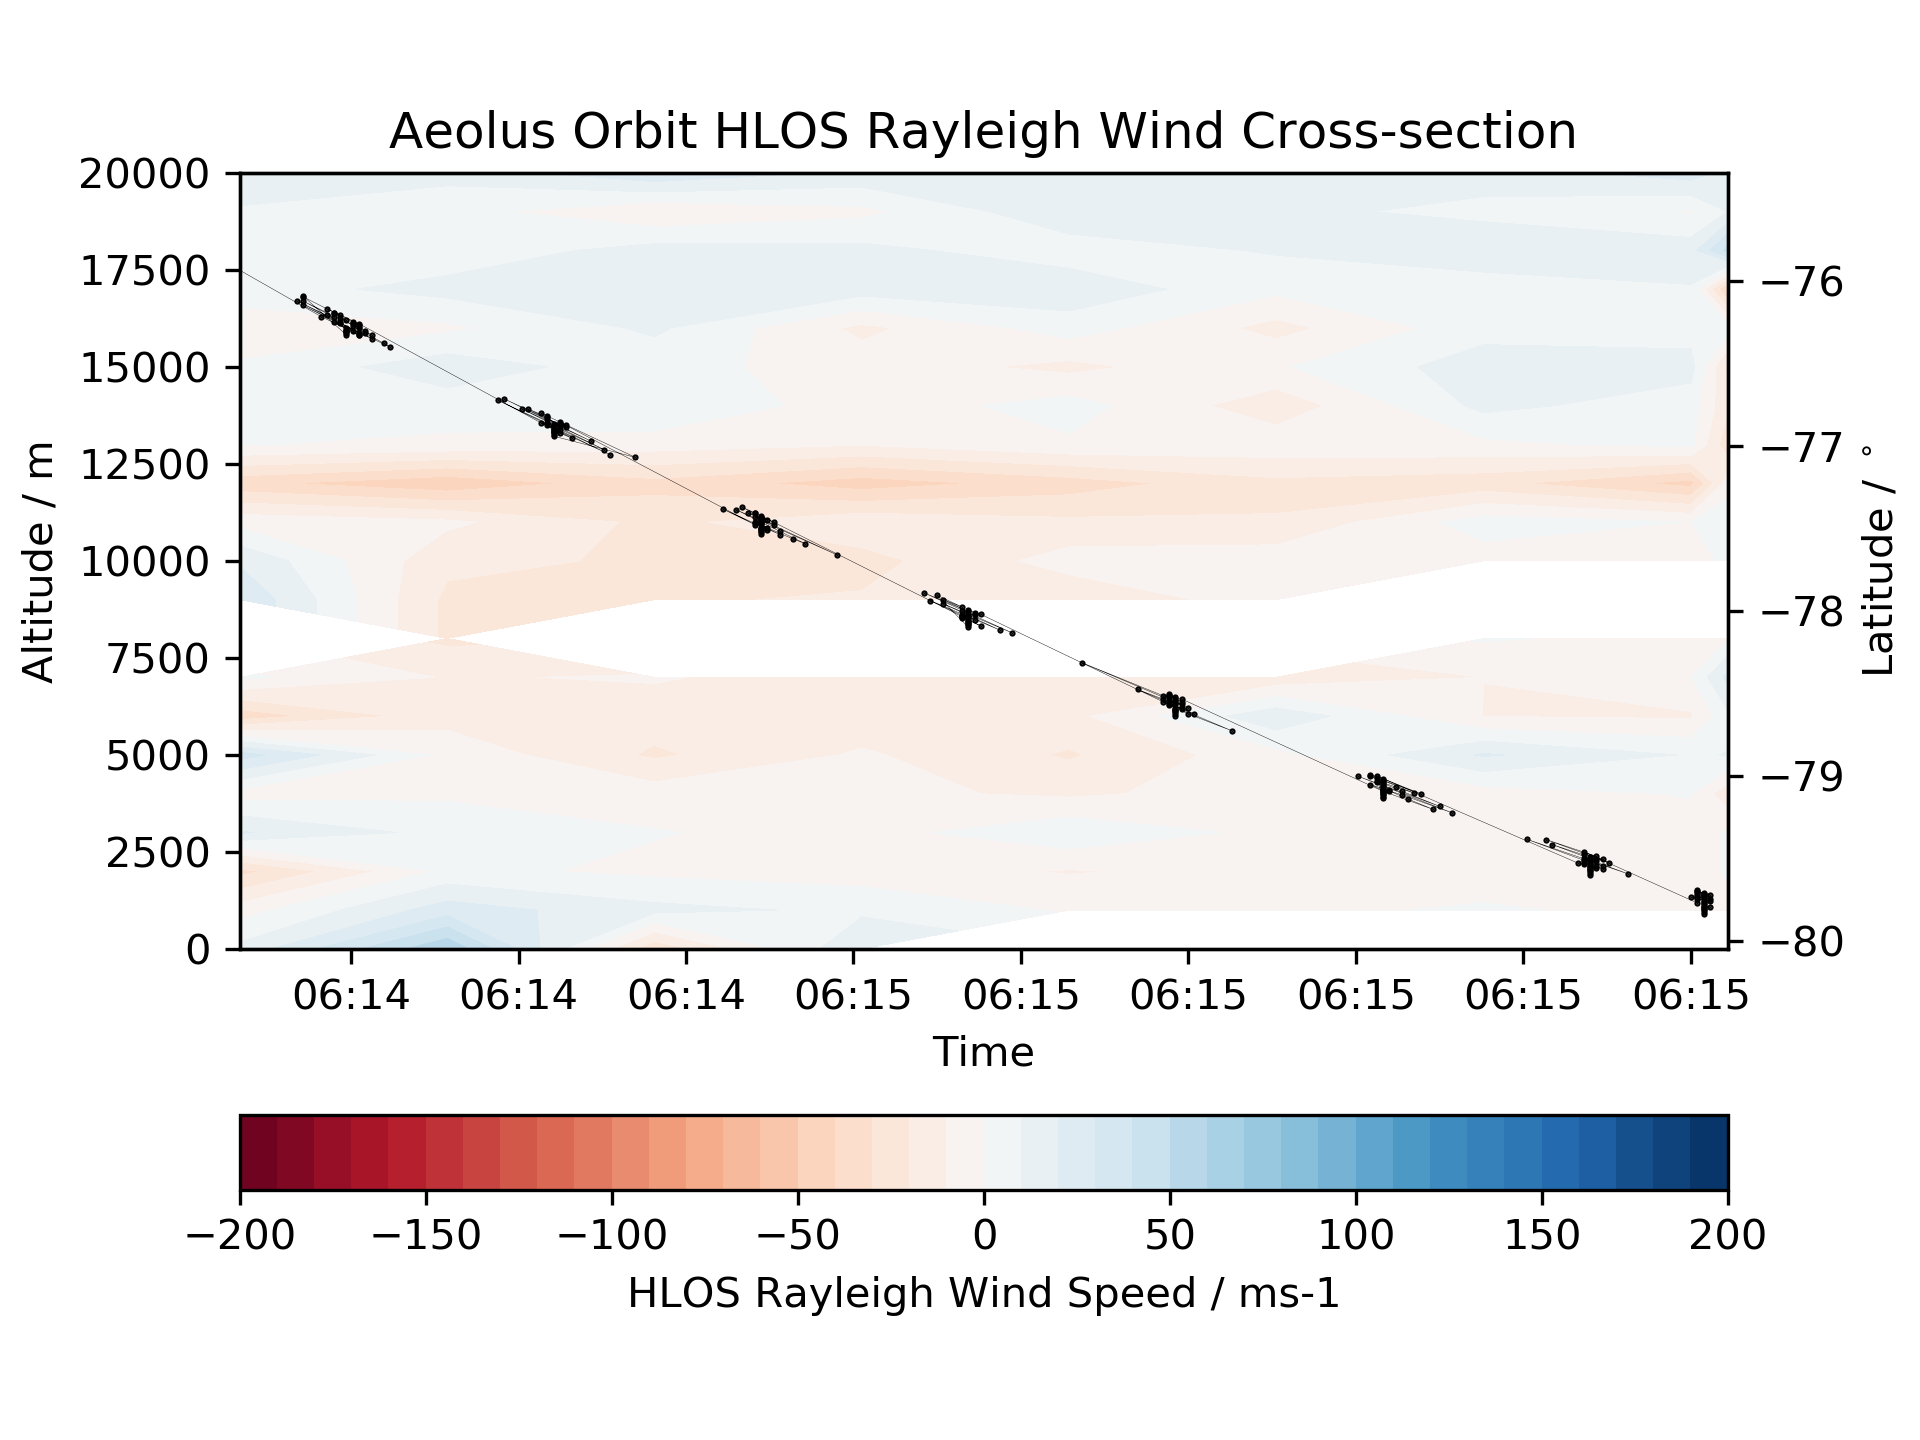 Aeolus Orbit HLOS Rayleigh Wind Cross-section
20000
17500
15000
12500
10000
7500
5000
2500
0
Altitude / m
−76
−77
−78
−79
−80
Latitude / °
06:14 06:14 06:14 06:15 06:15 06:15 06:15 06:15 06:15
Time
−200 −150 −100 −50 0 50 100 150 200
HLOS Rayleigh Wind Speed / ms-1